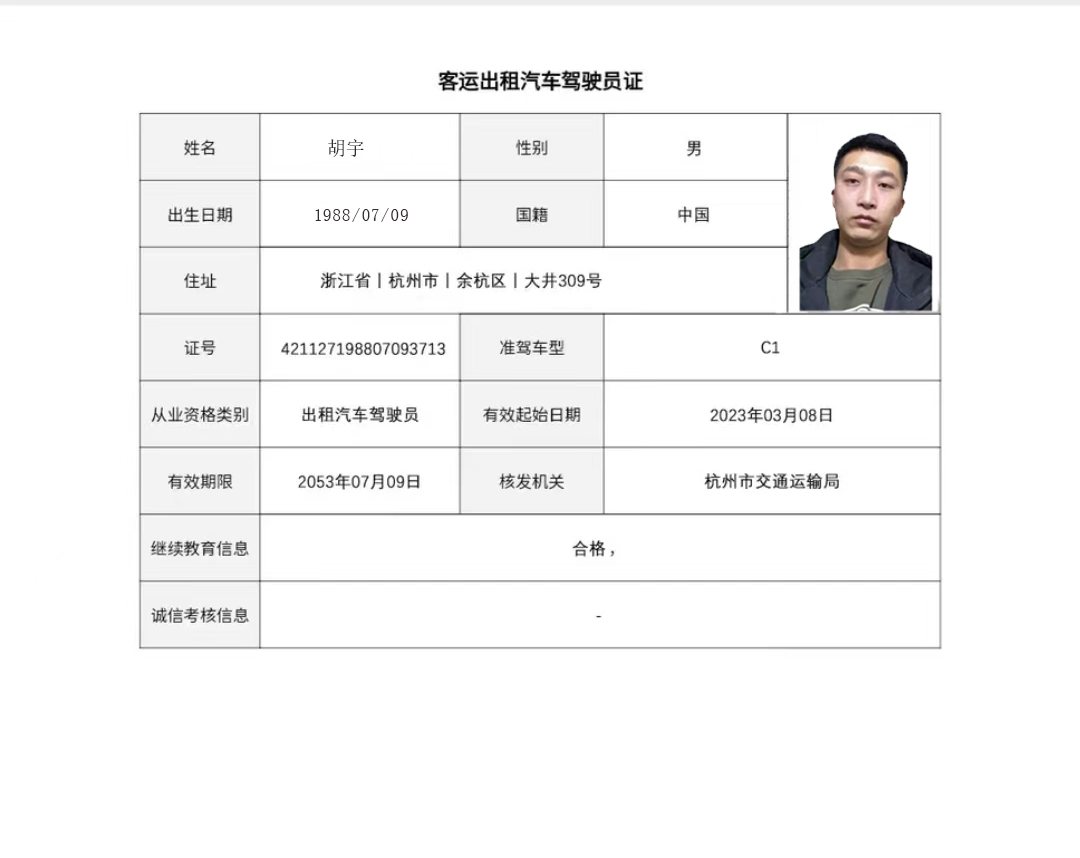 客运出租汽车驾驶员证
姓名 胡宇 性别 男
出生日期 1988/07/09 国籍 中国
住址 浙江省丨杭州市丨余杭区丨大井309号
证号 421127198807093713 准驾车型 C1
从业资格类别 出租汽车驾驶员 有效起始日期 2023年03月08日
有效期限 2053年07月09日 核发机关 杭州市交通运输局
继续教育信息 合格，
诚信考核信息 -